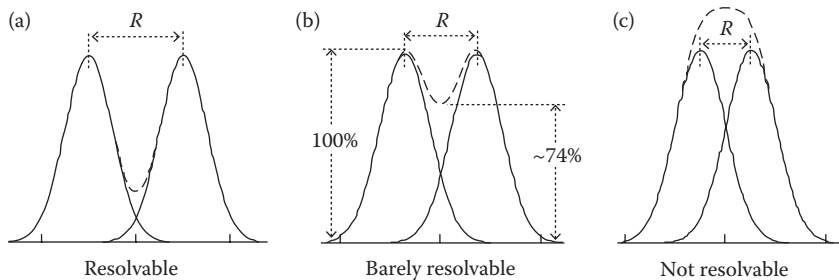 (a)
R
Resolvable
(b)
R
100%
~74%
Barely resolvable
(c)
R
Not resolvable